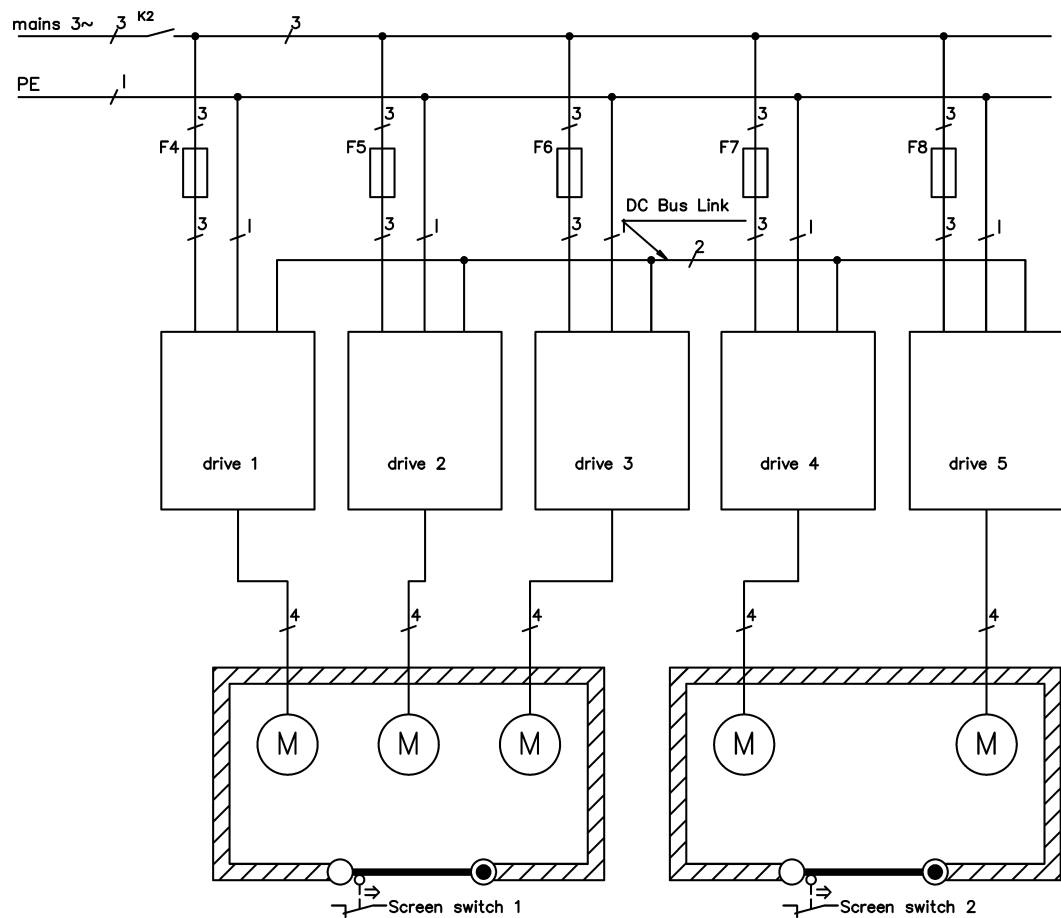 mains 3~ 3 K2 3
PE 1
3 3 3 3 3
F4 F5 F6 F7 F8
DC Bus Link
3 1 3 1 3 1 3 1 3 1
2
drive 1 drive 2 drive 3 drive 4 drive 5
4 4 4 4 4
M M M M M
Screen switch 1 Screen switch 2